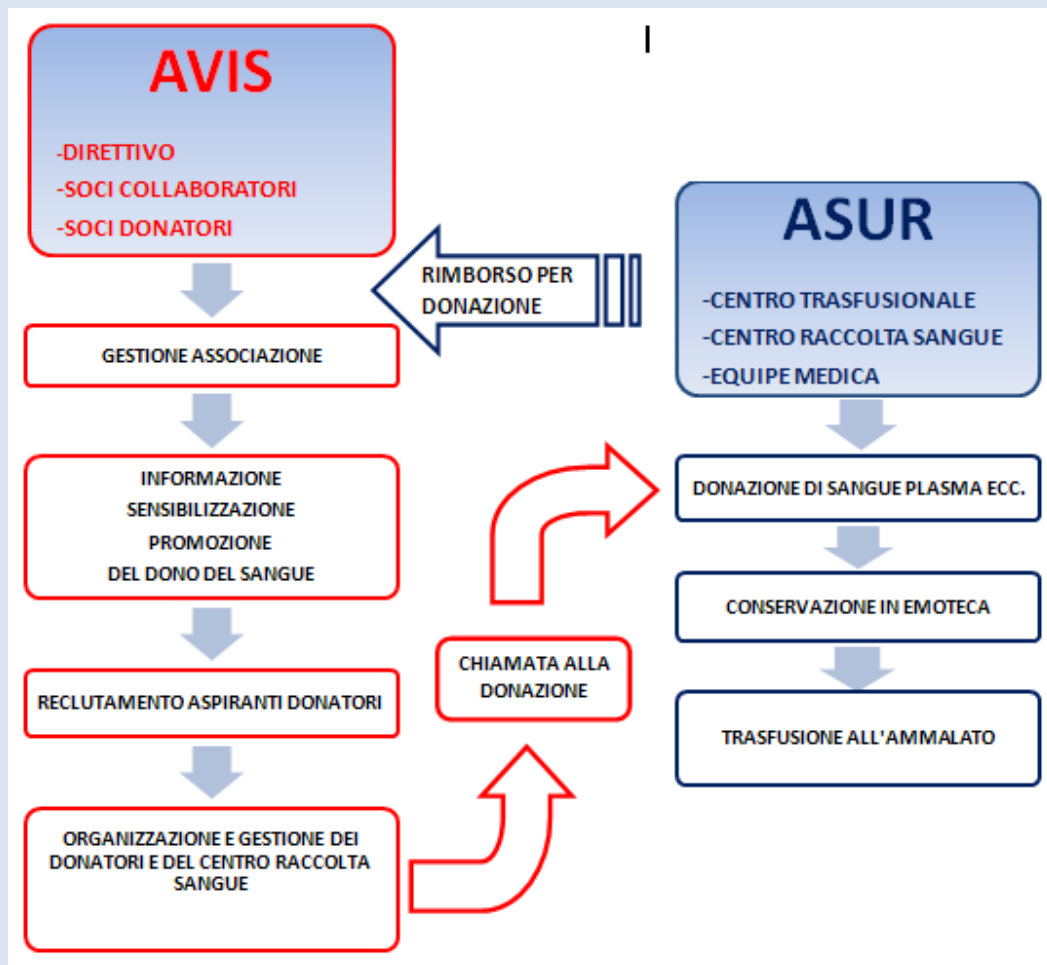 AVIS
-DIRETTIVO
-SOCI COLLABORATORI
-SOCI DONATORI
GESTIONE ASSOCIAZIONE
INFORMAZIONE
SENSIBILIZZAZIONE
PROMOZIONE
DEL DONO DEL SANGUE
RECLUTAMENTO ASPIRANTI DONATORI
ORGANIZZAZIONE E GESTIONE DEI
DONATORI E DEL CENTRO RACCOLTA
SANGUE
CHIAMATA ALLA
DONAZIONE
RIMBORSO PER
DONAZIONE
ASUR
-CENTRO TRASFUSIONALE
-CENTRO RACCOLTA SANGUE
-EQUIPE MEDICA
DONAZIONE DI SANGUE PLASMA ECC.
CONSERVAZIONE IN EMOTECA
TRASFUSIONE ALL'AMMALATO